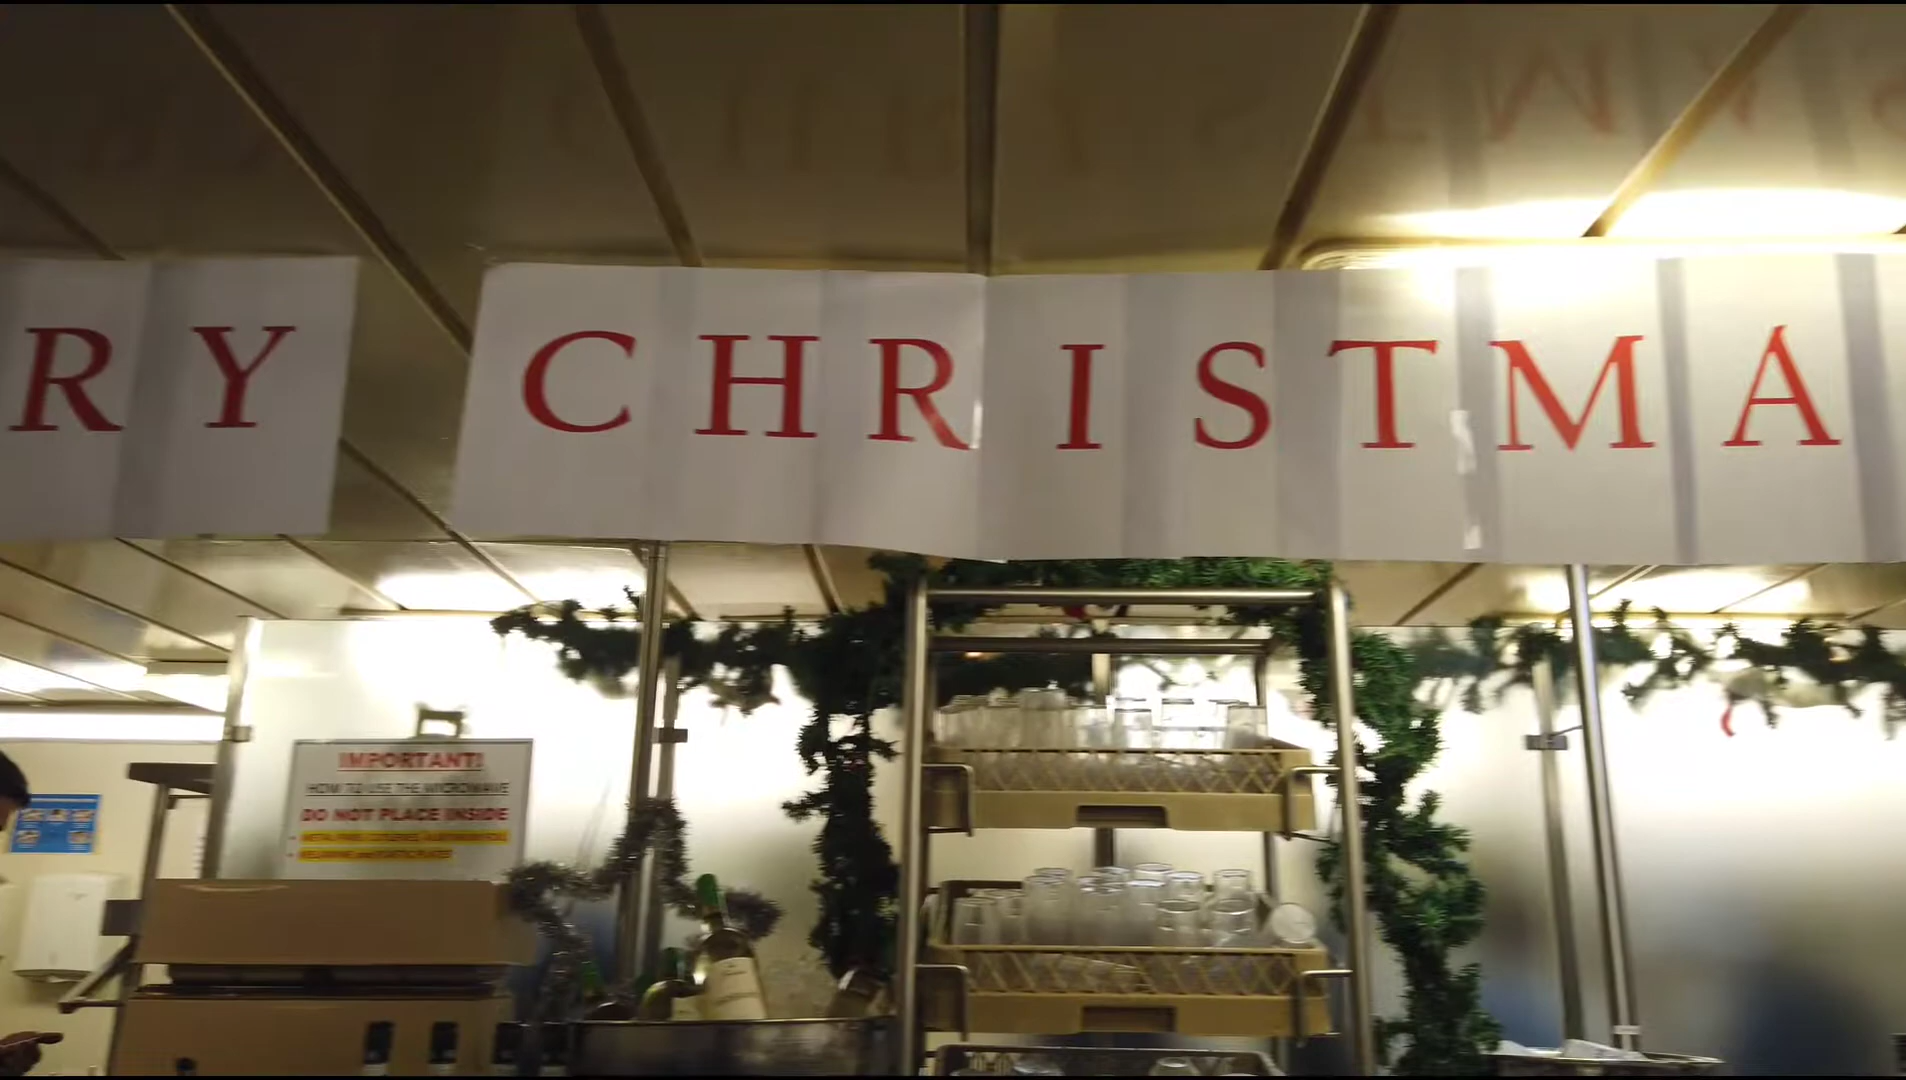 RY CHRISTMA
IMPORTANT!
HOW TO USE THE MICROWAVE
DO NOT PLACE INSIDE